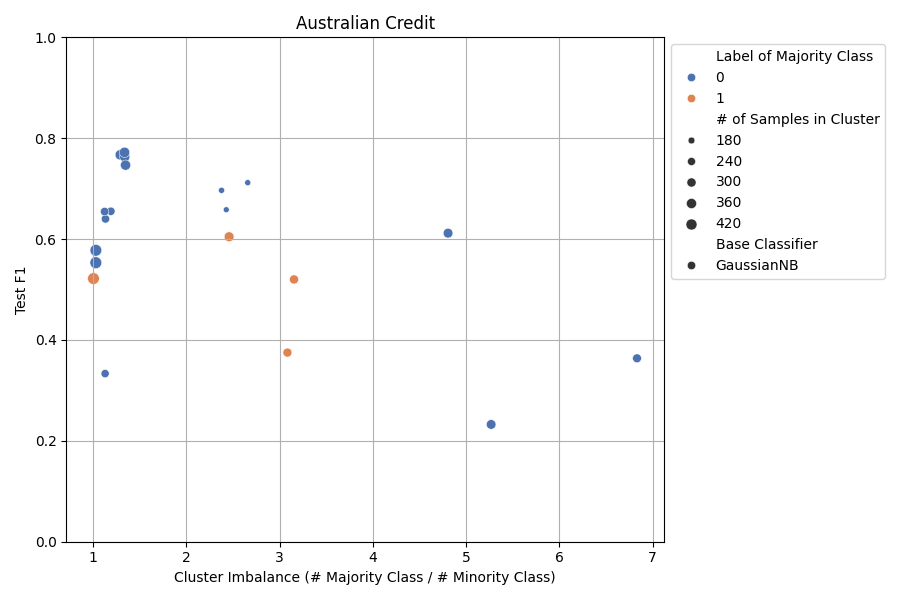 Australian Credit
1.0
0.8
0.6
0.4
0.2
0.0
Test F1
1 2 3 4 5 6 7
Cluster Imbalance (# Majority Class / # Minority Class)
Label of Majority Class
0
1
# of Samples in Cluster
180
240
300
360
420
Base Classifier
GaussianNB